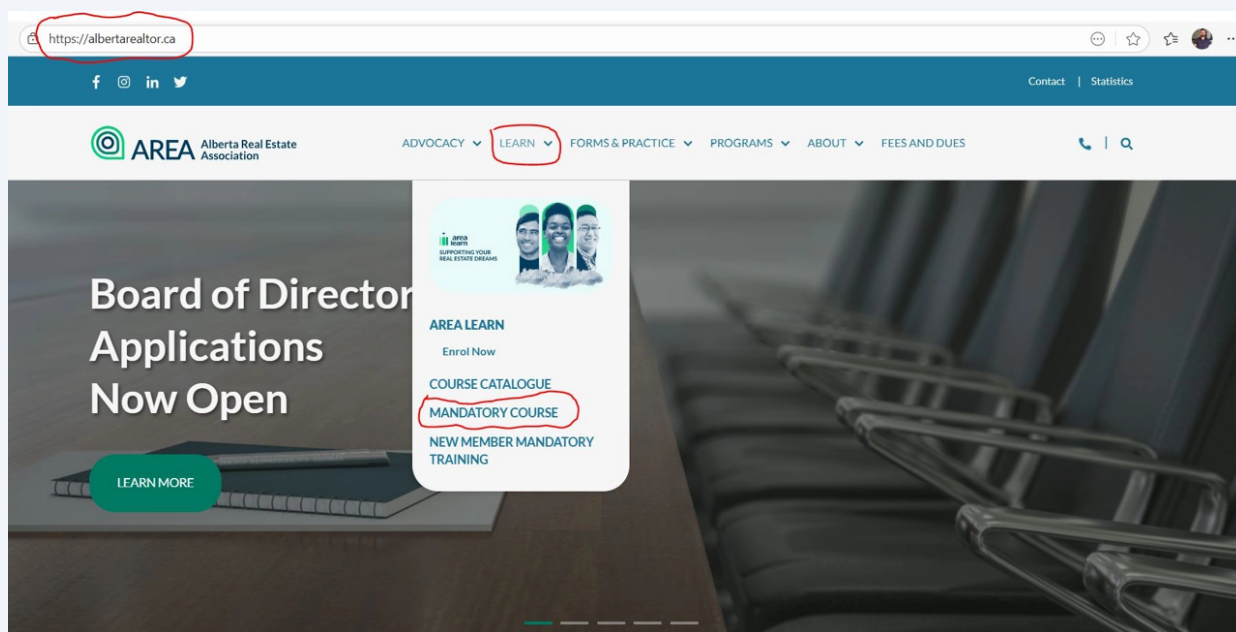 https://albertarealtor.ca
Contact | Statistics
AREA Alberta Real Estate Association
ADVOCACY LEARN FORMS & PRACTICE PROGRAMS ABOUT FEES AND DUES
area learn
SUPPORTING YOUR
REAL ESTATE DREAMS
Board of Director
Applications
Now Open
LEARN MORE
AREA LEARN
Enrol Now
COURSE CATALOGUE
MANDATORY COURSE
NEW MEMBER MANDATORY
TRAINING